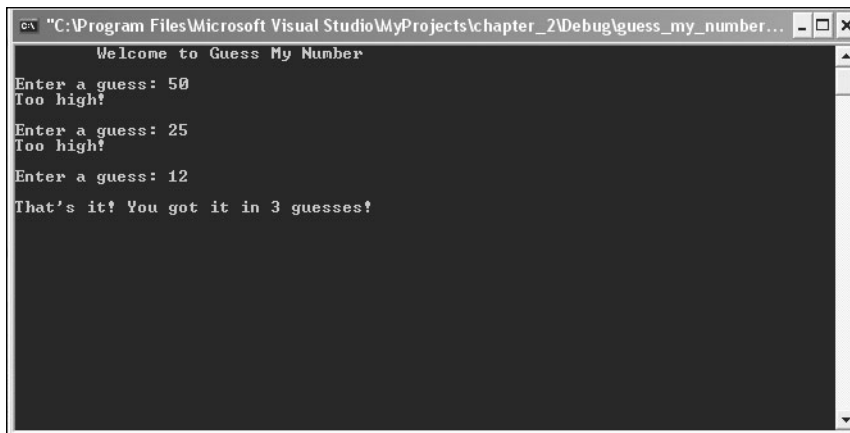 "C:\Program Files\Microsoft Visual Studio\MyProjects\chapter_2\Debug\guess_my_number...
Welcome to Guess My Number
Enter a guess: 50
Too high!
Enter a guess: 25
Too high!
Enter a guess: 12
That's it! You got it in 3 guesses!